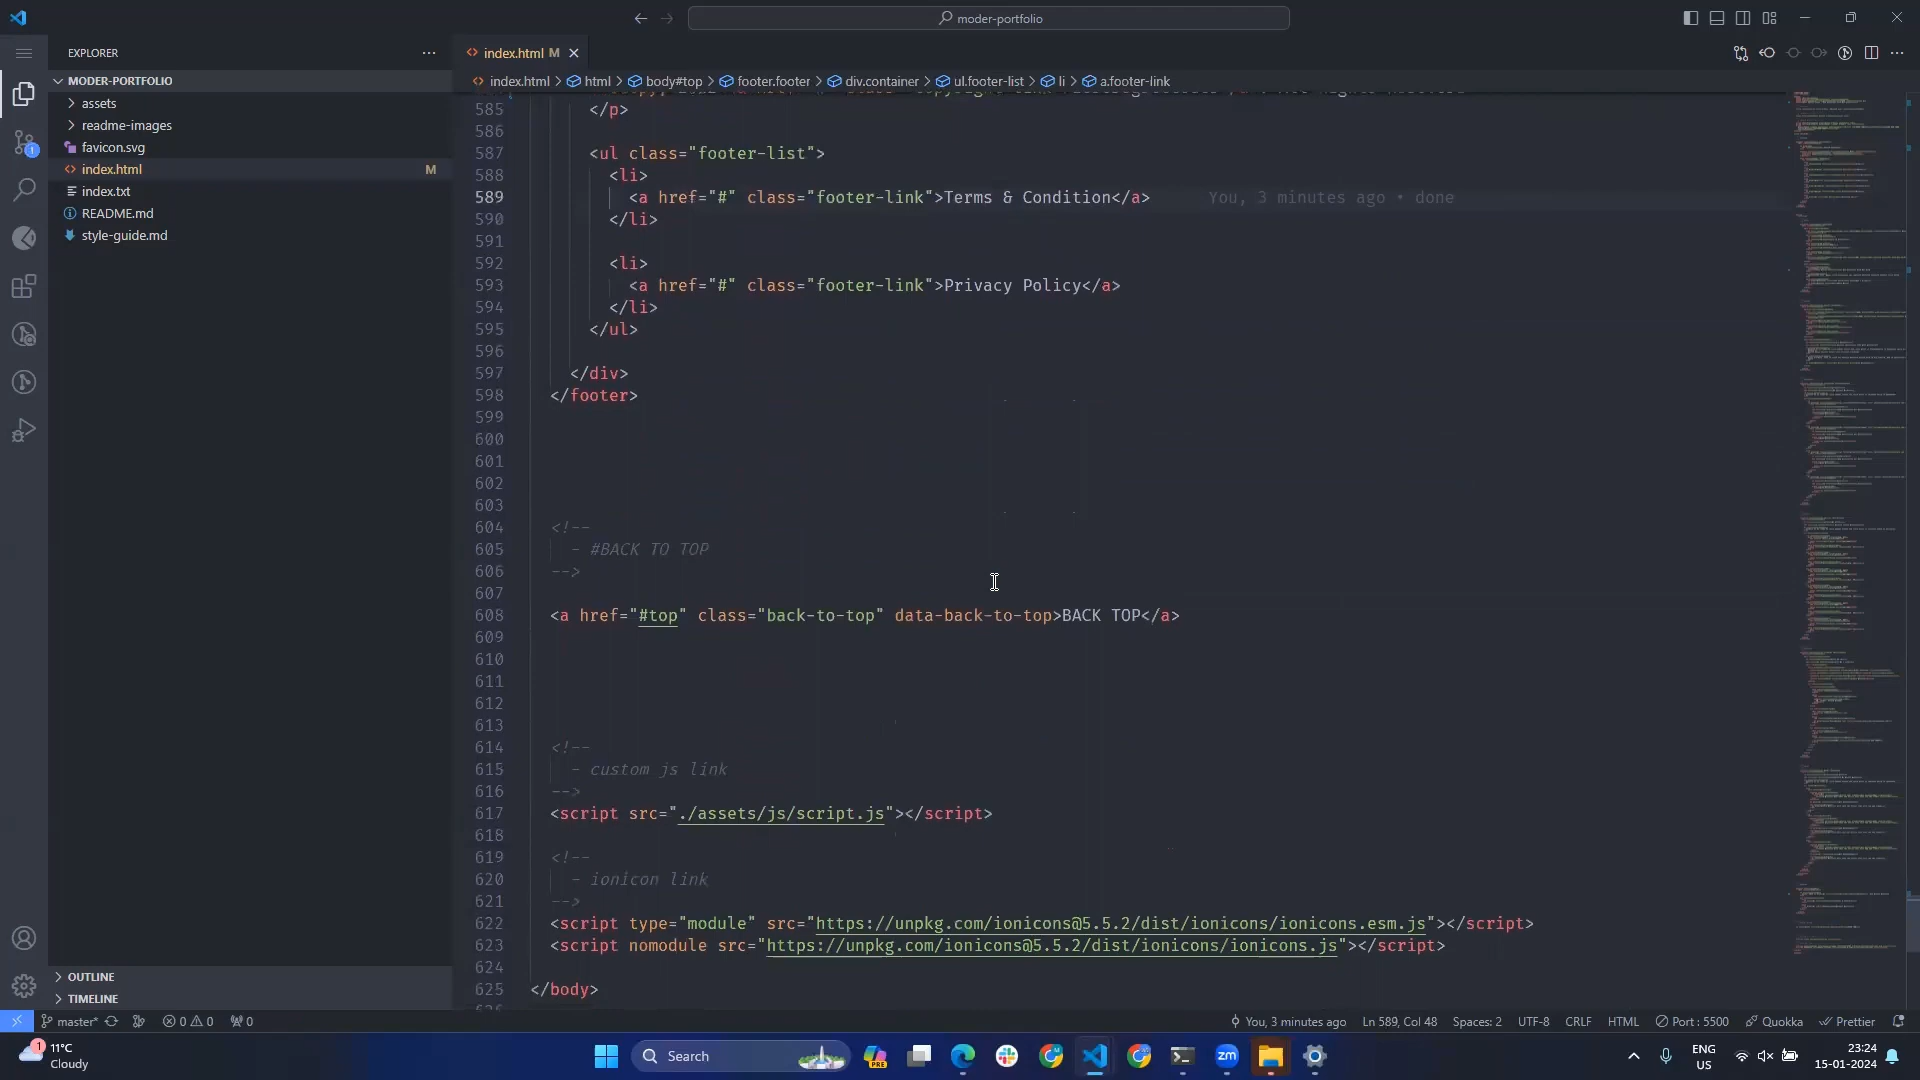 moder-portfolio
EXPLORER
index.html M
MODER-PORTFOLIO
assets
readme-images
favicon.svg
index.html M
index.txt
README.md
style-guide.md
OUTLINE
TIMELINE
index.html > html > body#top > footer.footer > div.container > ul.footer-list > li > a.footer-link
585 </p>
586
587 <ul class="footer-list">
588 <li>
589 <a href="#" class="footer-link">Terms & Condition</a> You, 3 minutes ago • done
590 </li>
591
592 <li>
593 <a href="#" class="footer-link">Privacy Policy</a>
594 </li>
595 </ul>
596
597 </div>
598 </footer>
599
600
601
602
603
604 <!--
605 - #BACK TO TOP
606 -->
607
608 <a href="#top" class="back-to-top" data-back-to-top>BACK TOP</a>
609
610
611
612
613
614 <!--
615 - custom js link
616 -->
617 <script src="./assets/js/script.js"></script>
618
619 <!--
620 - ionicon link
621 -->
622 <script type="module" src="https://unpkg.com/ionicons@5.5.2/dist/ionicons/ionicons.esm.js"></script>
623 <script nomodule src="https://unpkg.com/ionicons@5.5.2/dist/ionicons/ionicons.js"></script>
624
625 </body>
master* 0 0 0 You, 3 minutes ago Ln 589, Col 48 Spaces: 2 UTF-8 CRLF HTML Port : 5500 Quokka Prettier
1
11°C
Cloudy
Search
PRE
zm
ENG
US
23:24
15-01-2024